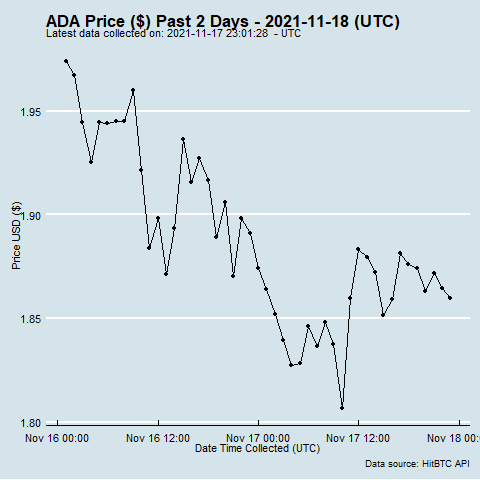 ADA Price ($) Past 2 Days - 2021-11-18 (UTC)
Latest data collected on: 2021-11-17 23:01:28 - UTC
1.95
1.90
1.85
1.80
Price USD ($)
Nov 16 00:00 Nov 16 12:00 Nov 17 00:00 Nov 17 12:00 Nov 18 00:
Date Time Collected (UTC)
Data source: HitBTC API